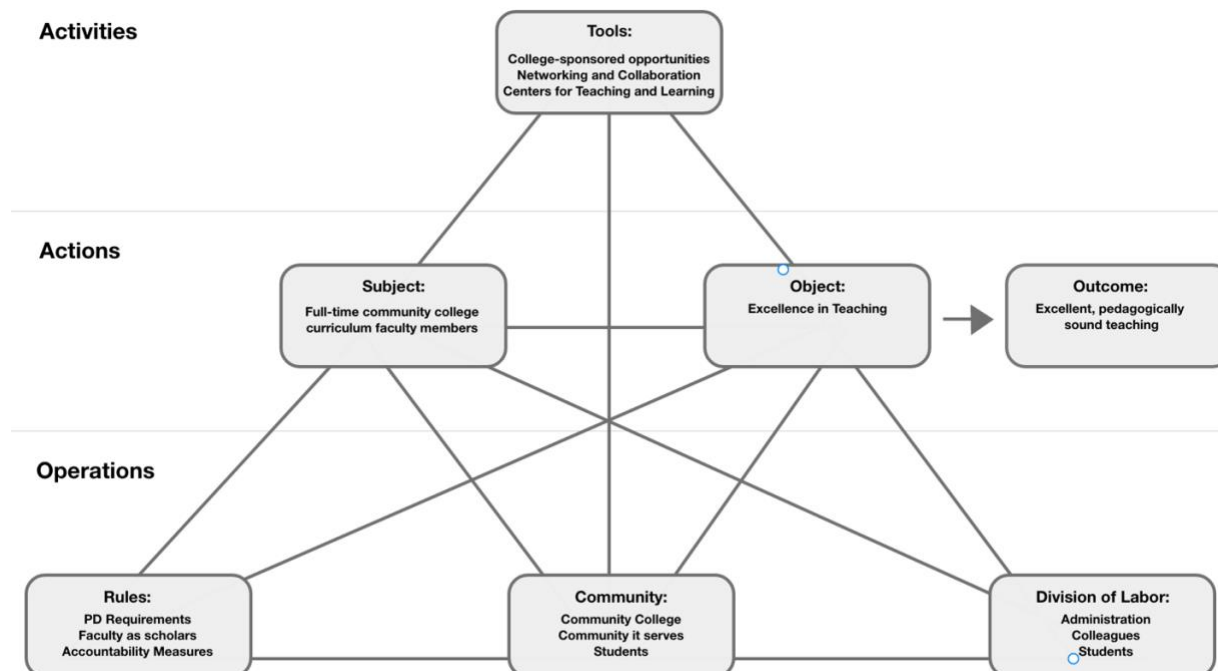 Activities
Tools:
College-sponsored opportunities
Networking and Collaboration
Centers for Teaching and Learning
Actions
Subject:
Full-time community college
curriculum faculty members
Object:
Excellence in Teaching
Outcome:
Excellent, pedagogically
sound teaching
Operations
Rules:
PD Requirements
Faculty as scholars
Accountability Measures
Community:
Community College
Community it serves
Students
Division of Labor:
Administration
Colleagues
Students